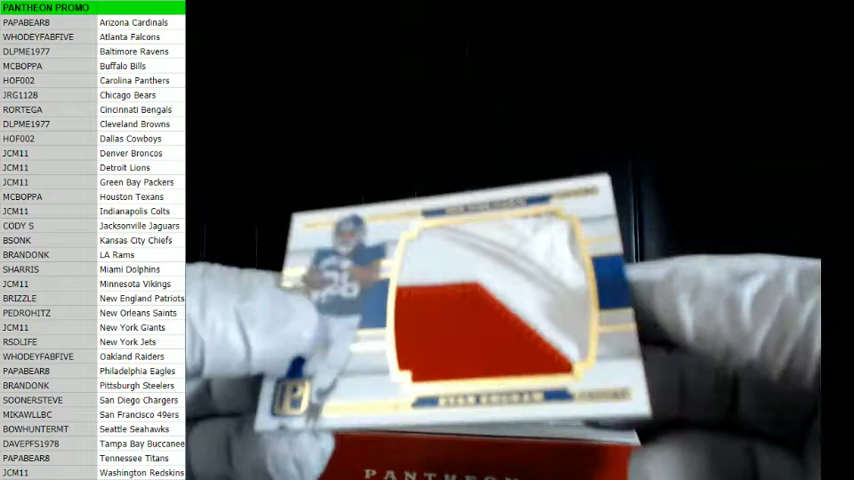 PANTHEON PROMO
PAPABEAR8 Arizona Cardinals
WHODEYFABFIVE Atlanta Falcons
DLPME1977 Baltimore Ravens
MCBOPPA Buffalo Bills
HOF002 Carolina Panthers
JRG1128 Chicago Bears
RORTEGA Cincinnati Bengals
DLPME1977 Cleveland Browns
HOF002 Dallas Cowboys
JCM11 Denver Broncos
JCM11 Detroit Lions
JCM11 Green Bay Packers
MCBOPPA Houston Texans
JCM11 Indianapolis Colts
CODY S Jacksonville Jaguars
BSONK Kansas City Chiefs
BRANDONK LA Rams
SHARRIS Miami Dolphins
JCM11 Minnesota Vikings
BRIZZLE New England Patriots
PEDROHITZ New Orleans Saints
JCM11 New York Giants
RSDLIFE New York Jets
WHODEYFABFIVE Oakland Raiders
PAPABEAR8 Philadelphia Eagles
BRANDONK Pittsburgh Steelers
SOONERSTEVE San Diego Chargers
MIKAWLLBC San Francisco 49ers
BOWHUNTERMT Seattle Seahawks
DAVEPFS1978 Tampa Bay Buccanee
PAPABEAR8 Tennessee Titans
JCM11 Washington Redskins
PANTHEON